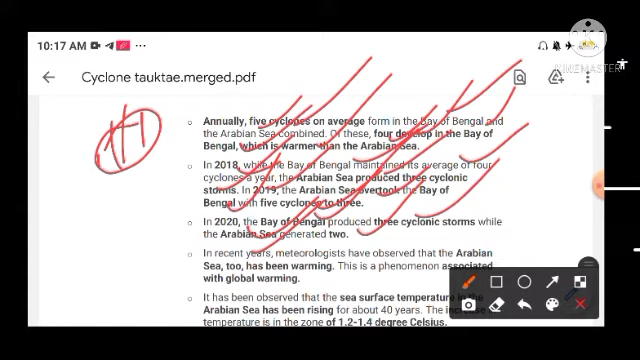 10:17 AM
KINEMASTER
Cyclone tauktae.merged.pdf
Annually, five cyclones on average form in the Bay of Bengal and
the Arabian Sea combined. Of these, four develop in the Bay of
Bengal, which is warmer than the Arabian Sea.
In 2018, while the Bay of Bengal maintained its average of four
cyclones a year, the Arabian Sea produced three cyclonic
storms. In 2019, the Arabian Sea overtook the Bay of
Bengal with five cyclones to three.
In 2020, the Bay of Bengal produced three cyclonic storms while
the Arabian Sea generated two.
In recent years, meteorologists have observed that the Arabian
Sea, too, has been warming. This is a phenomenon associated
with global warming.
It has been observed that the sea surface temperature in the
Arabian Sea has been rising for about 40 years. The increase
temperature is in the zone of 1.2-1.4 degree Celsius.